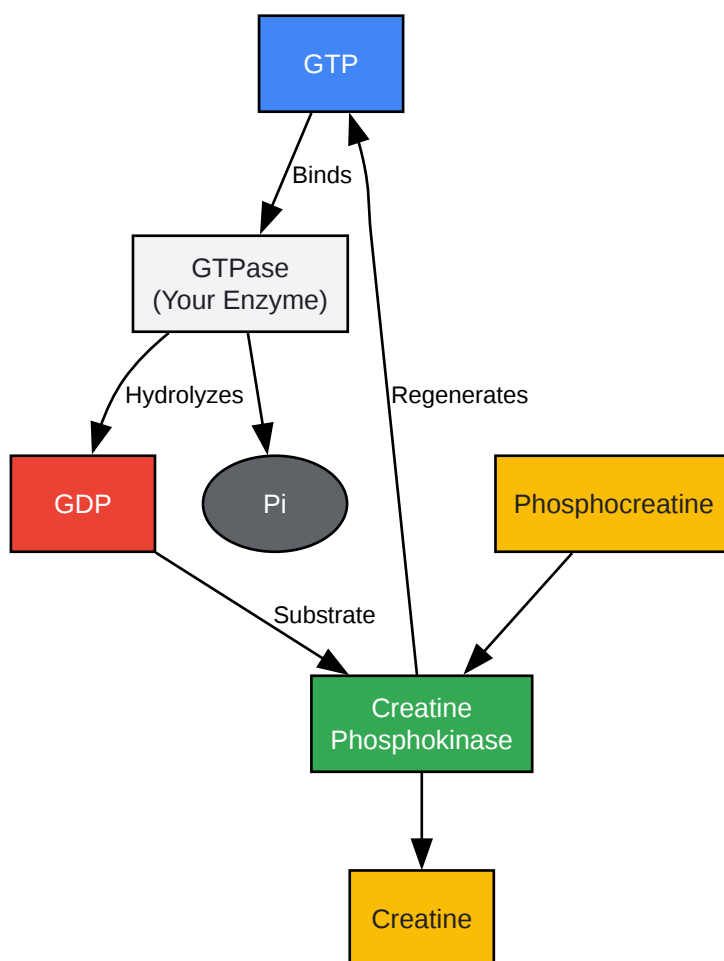 GTP
Binds
GTPase
(Your Enzyme)
Hydrolyzes
Regenerates
GDP
Pi
Phosphocreatine
Substrate
Creatine
Phosphokinase
Creatine